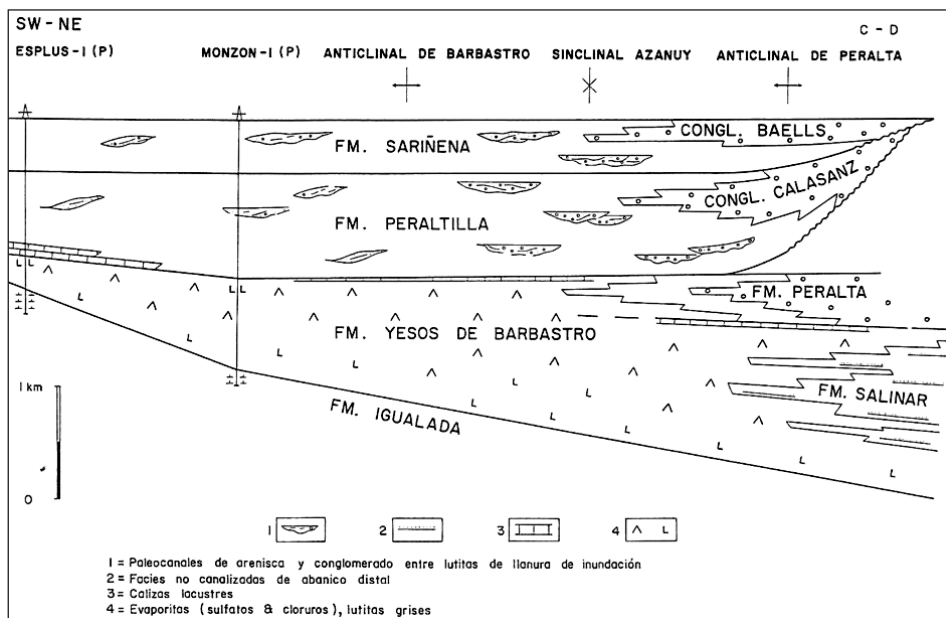 SW-NE
C - D
ESPLUS-I (P) MONZON-I (P) ANTICLINAL DE BARBASTRO SINCLINAL AZANUY ANTICLINAL DE PERALTA
CONGL. BAELLS
FM. SARIÑENA
CONGL. CALASANZ
FM. PERALTILLA
FM. PERALTA
FM. YESOS DE BARBASTRO
1 km
FM. SALINAR
FM. IGUALADA
0
1 2 3 4
1 = Paleocanales de arenisca y conglomerado entre lutitas de llanura de inundación
2 = Facies no canalizadas de abanico distal
3 = Calizas lacustres
4 = Evaporitas (sulfatos & cloruros), lutitas grises